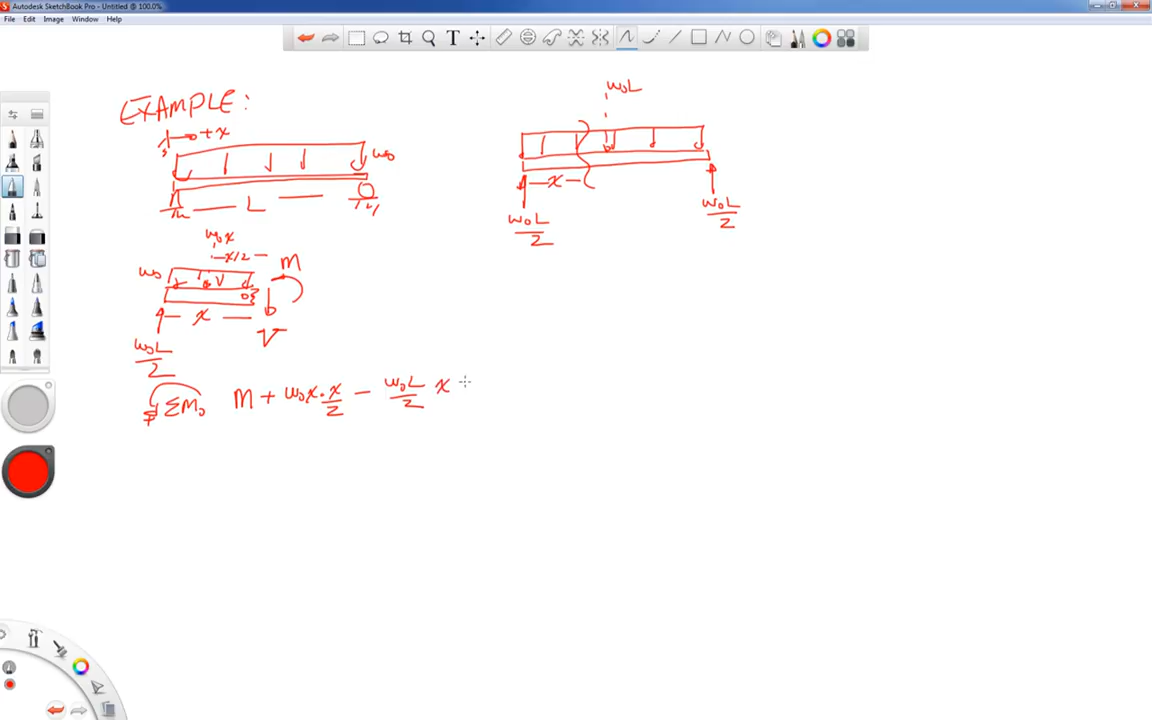 Autodesk SketchBook Pro - Untitled @ 100.0%
File Edit Image Window Help
T
EXAMPLE:
+x
w₀
L
w₀L
x
w₀L/2
w₀L/2
w₀x
x/2
w₀
M
O
x
V
w₀L/2
ΣM₀ M + w₀x · x/2 - w₀L/2 x